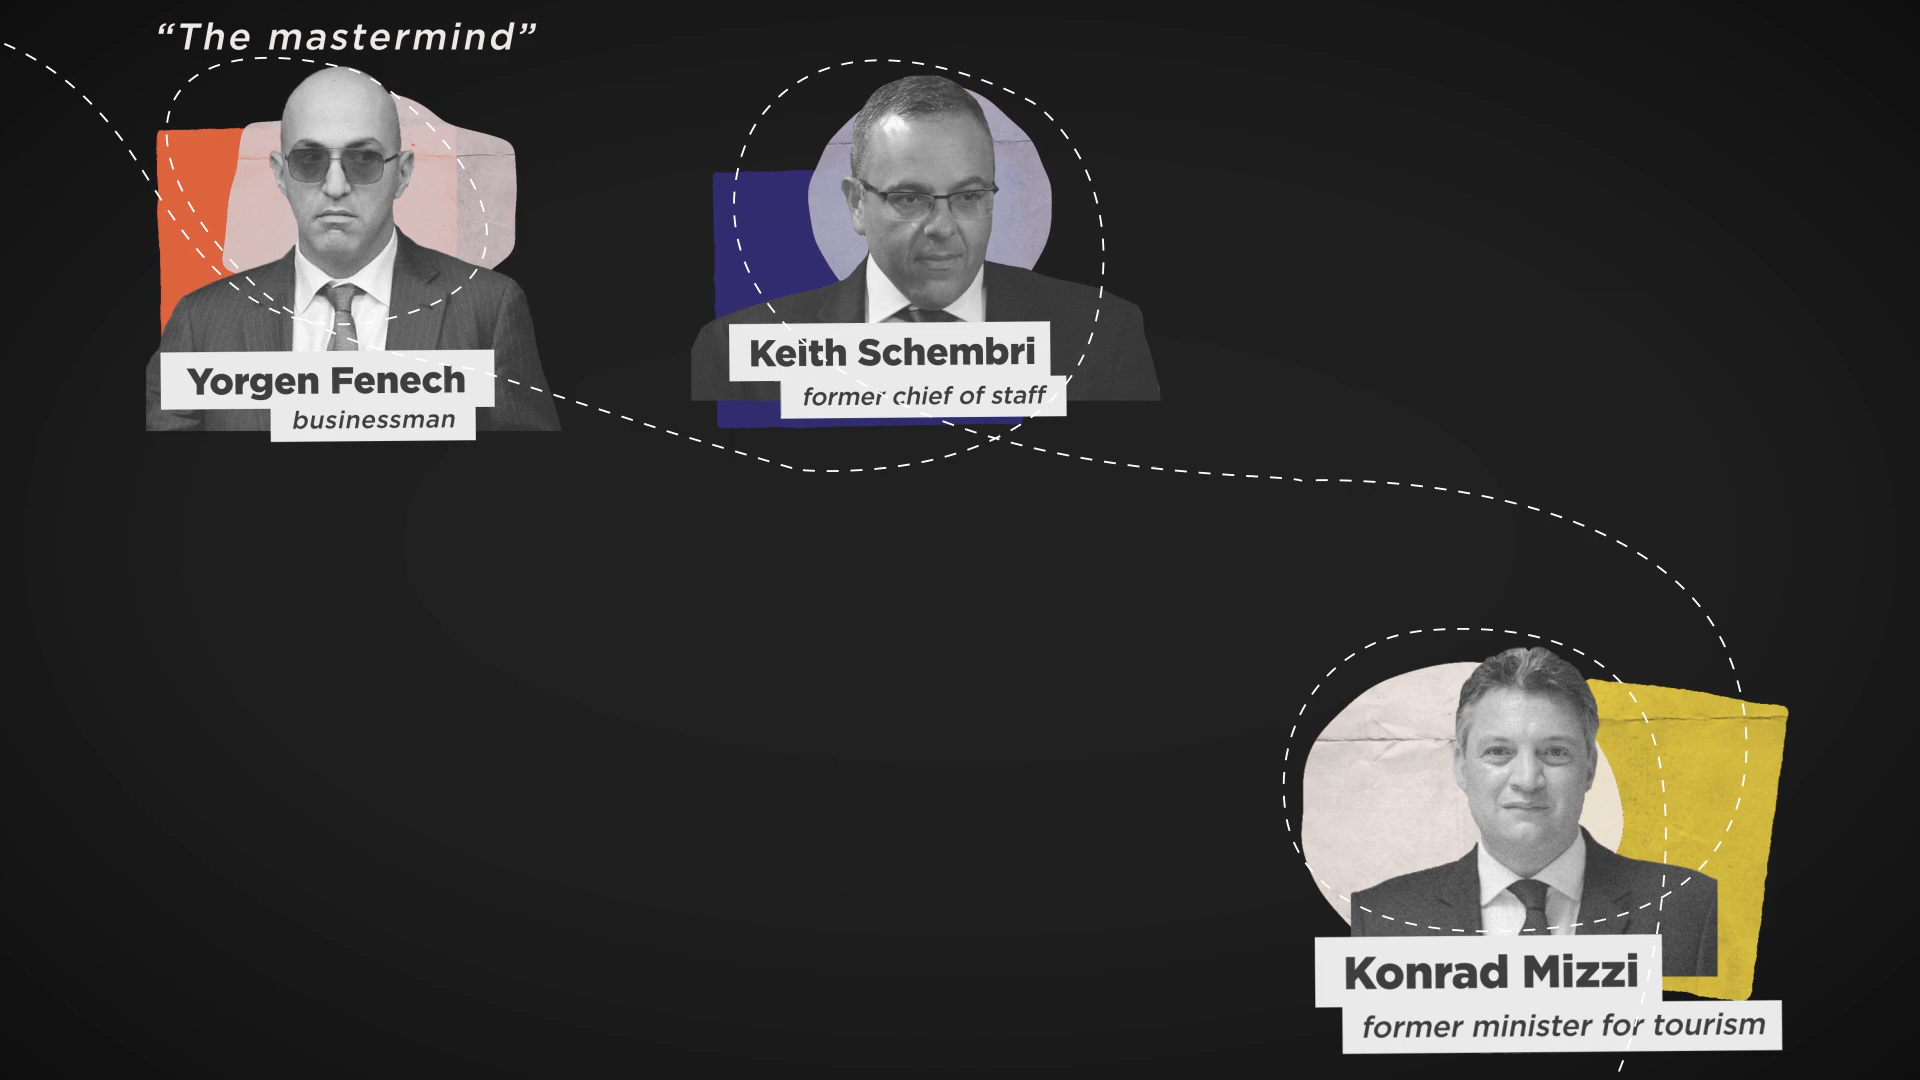 “The mastermind”
Yorgen Fenech
businessman
Keith Schembri
former chief of staff
Konrad Mizzi
former minister for tourism